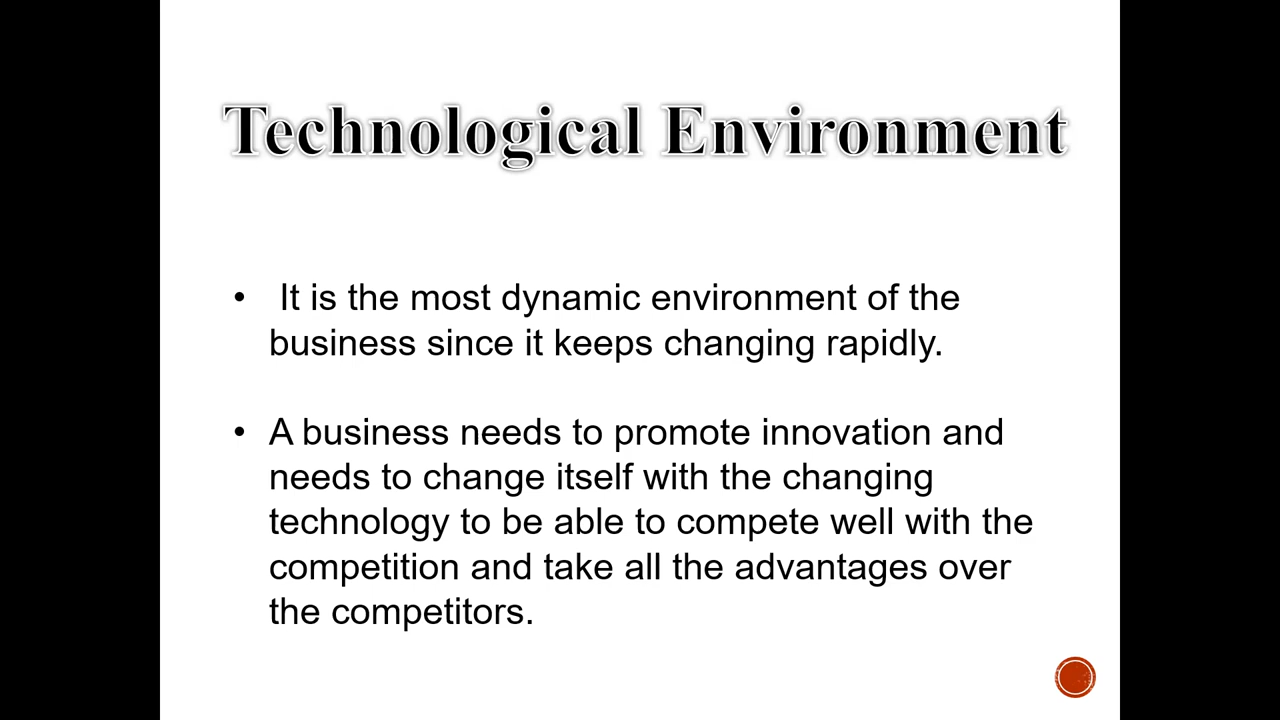 Technological Environment
• It is the most dynamic environment of the
business since it keeps changing rapidly.
• A business needs to promote innovation and
needs to change itself with the changing
technology to be able to compete well with the
competition and take all the advantages over
the competitors.